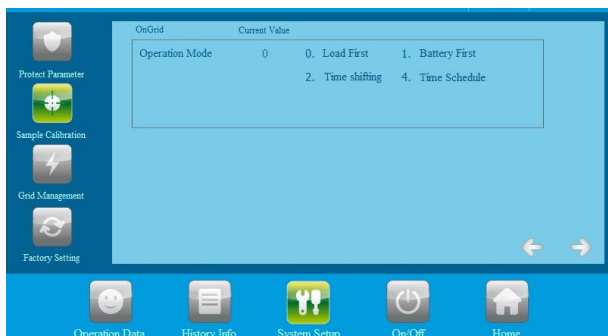 OnGrid Current Value
Operation Mode 0 0. Load First 1. Battery First
2. Time shifting 4. Time Schedule
Protect Parameter
Sample Calibration
Grid Management
Factory Setting
Operation Data History Info System Setup On/Off Home